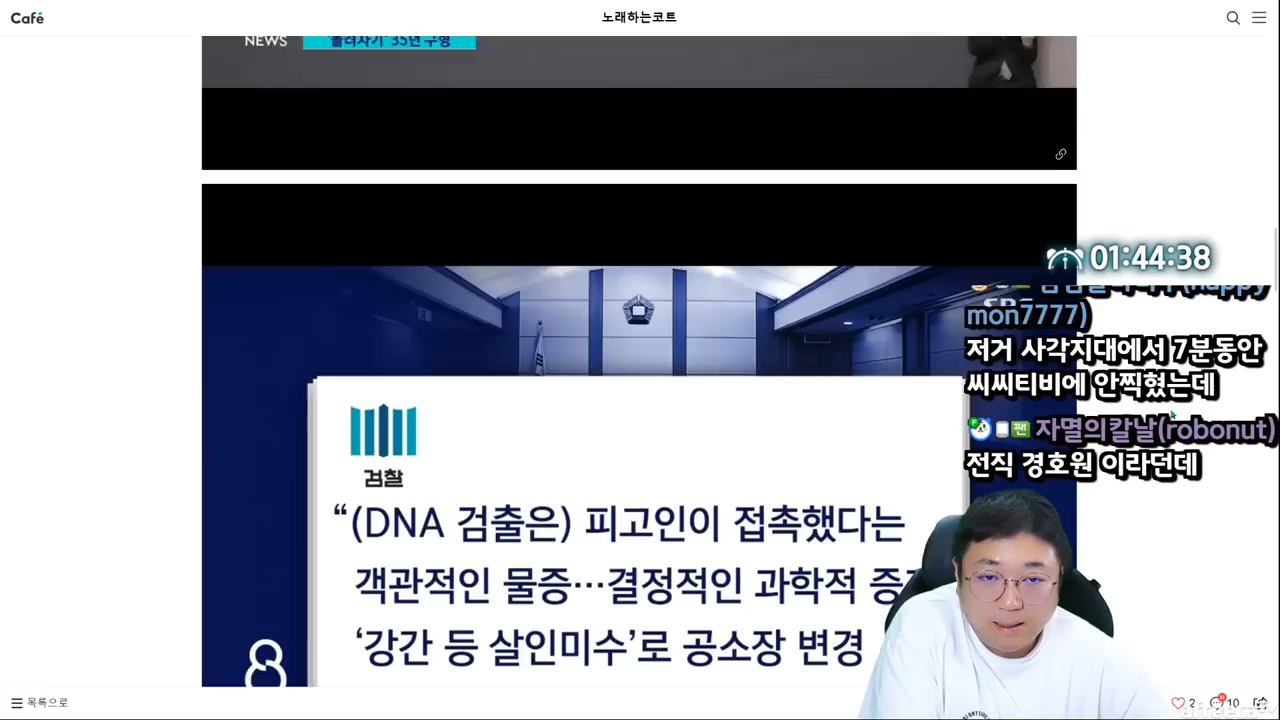 Café
노래하는코트
NEWS
'돌려차기' 35년 구형
01:44:38
mon7777)
저거 사각지대에서 7분동안
씨씨티비에 안찍혔는데
팬 자멸의칼날(robonut)
전직 경호원 이라던데
검찰
“(DNA 검출은) 피고인이 접촉했다는
객관적인 물증…결정적인 과학적
‘강간 등 살인미수’로 공소장 변경
목록으로
2
10